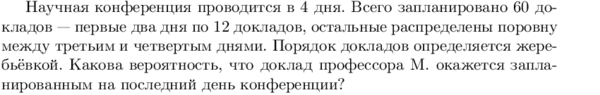 Научная конференция проводится в 4 дня. Всего запланировано 60 до-
кладов — первые два дня по 12 докладов, остальные распределены поровну
между третьим и четвертым днями. Порядок докладов определяется жере-
бьёвкой. Какова вероятность, что доклад профессора М. окажется запла-
нированным на последний день конференции?